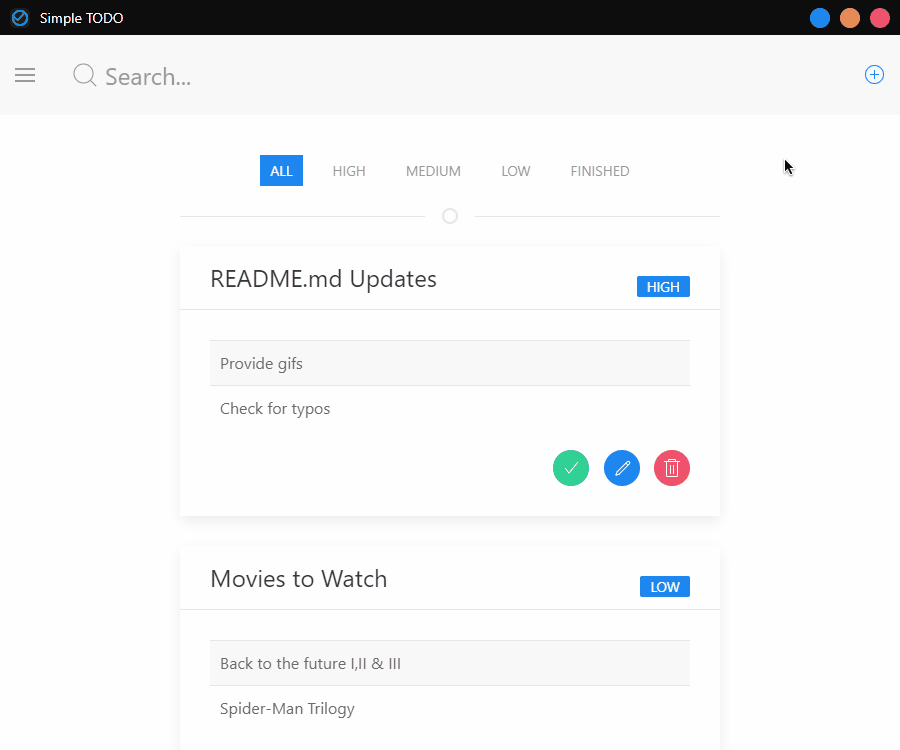 Simple TODO
Search...
ALL HIGH MEDIUM LOW FINISHED
README.md Updates
HIGH
Provide gifs
Check for typos
Movies to Watch
LOW
Back to the future I,II & III
Spider-Man Trilogy